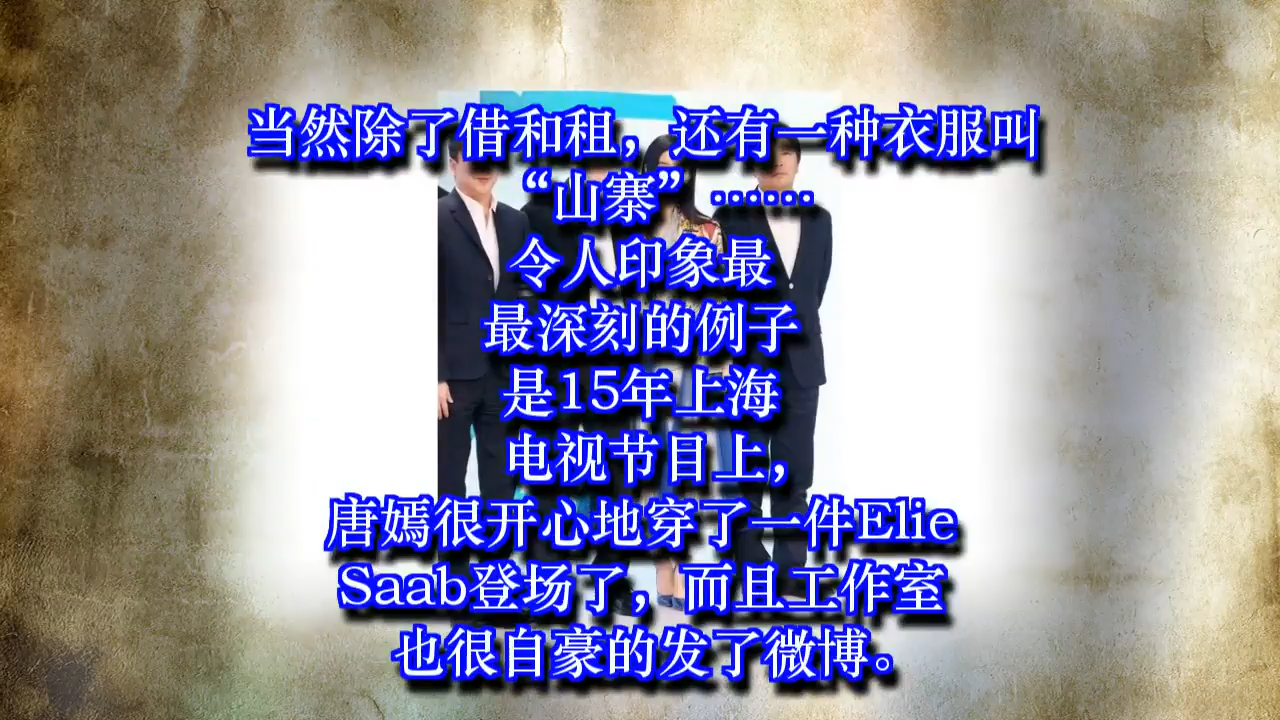 当然除了借和租，还有一种衣服叫
“山寨”……
令人印象最
最深刻的例子
是15年上海
电视节目上，
唐嫣很开心地穿了一件Elie
Saab登场了，而且工作室
也很自豪的发了微博。